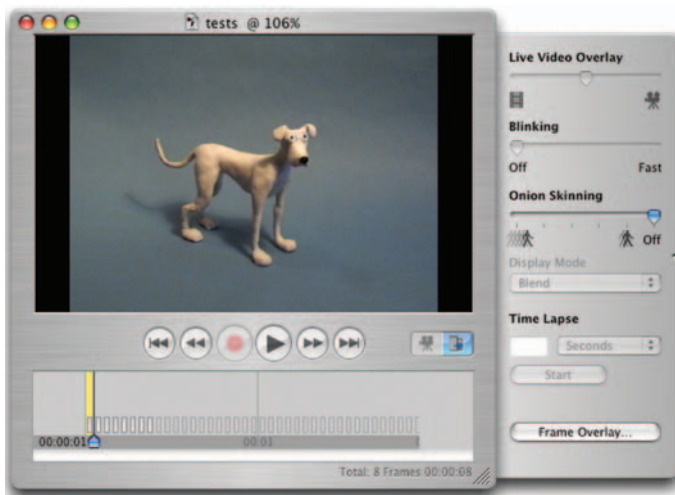 tests @ 106%
Live Video Overlay
Blinking
Off Fast
Onion Skinning
Off
Display Mode
Blend
Time Lapse
Seconds
Start
Frame Overlay...
00:00:01 00:01
Total: 8 Frames 00:00:08